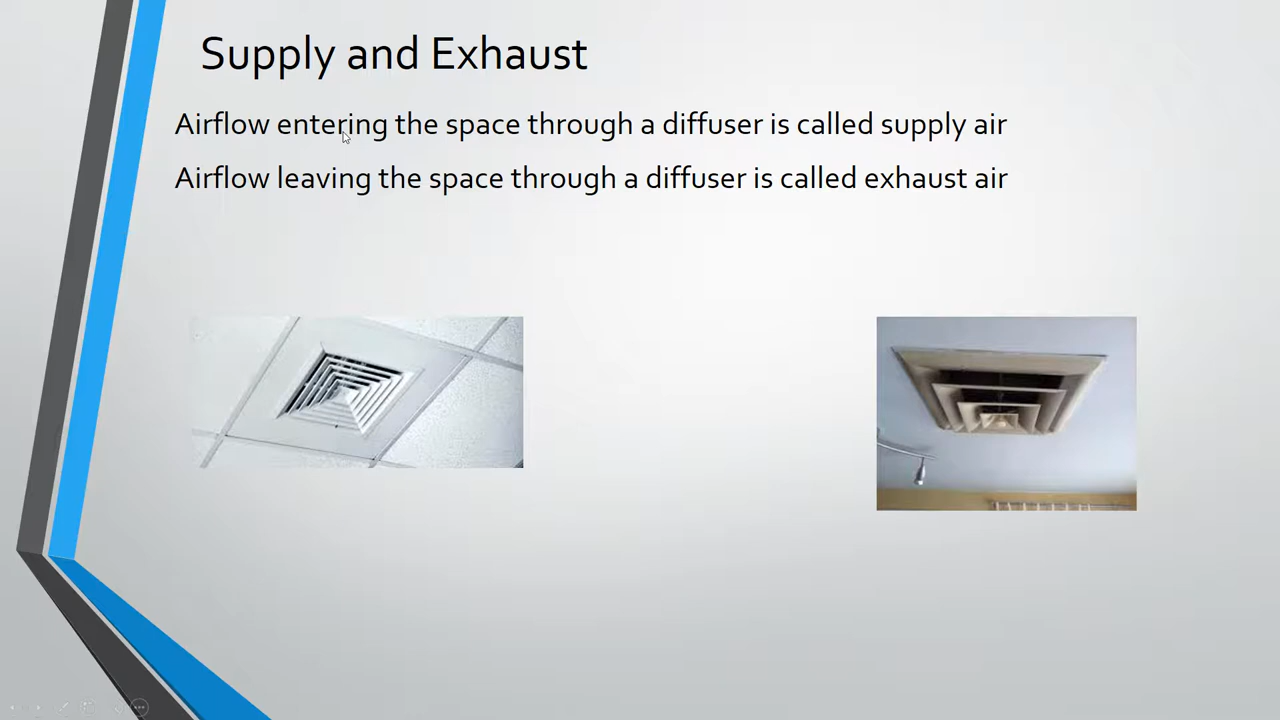 Supply and Exhaust
Airflow entering the space through a diffuser is called supply air
Airflow leaving the space through a diffuser is called exhaust air